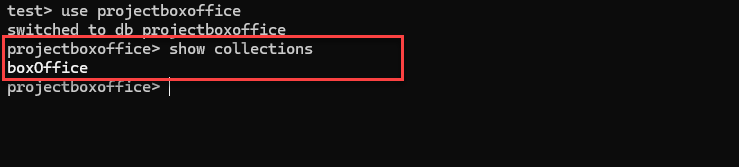 test> use projectboxoffice
switched to db projectboxoffice
projectboxoffice> show collections
boxOffice
projectboxoffice>